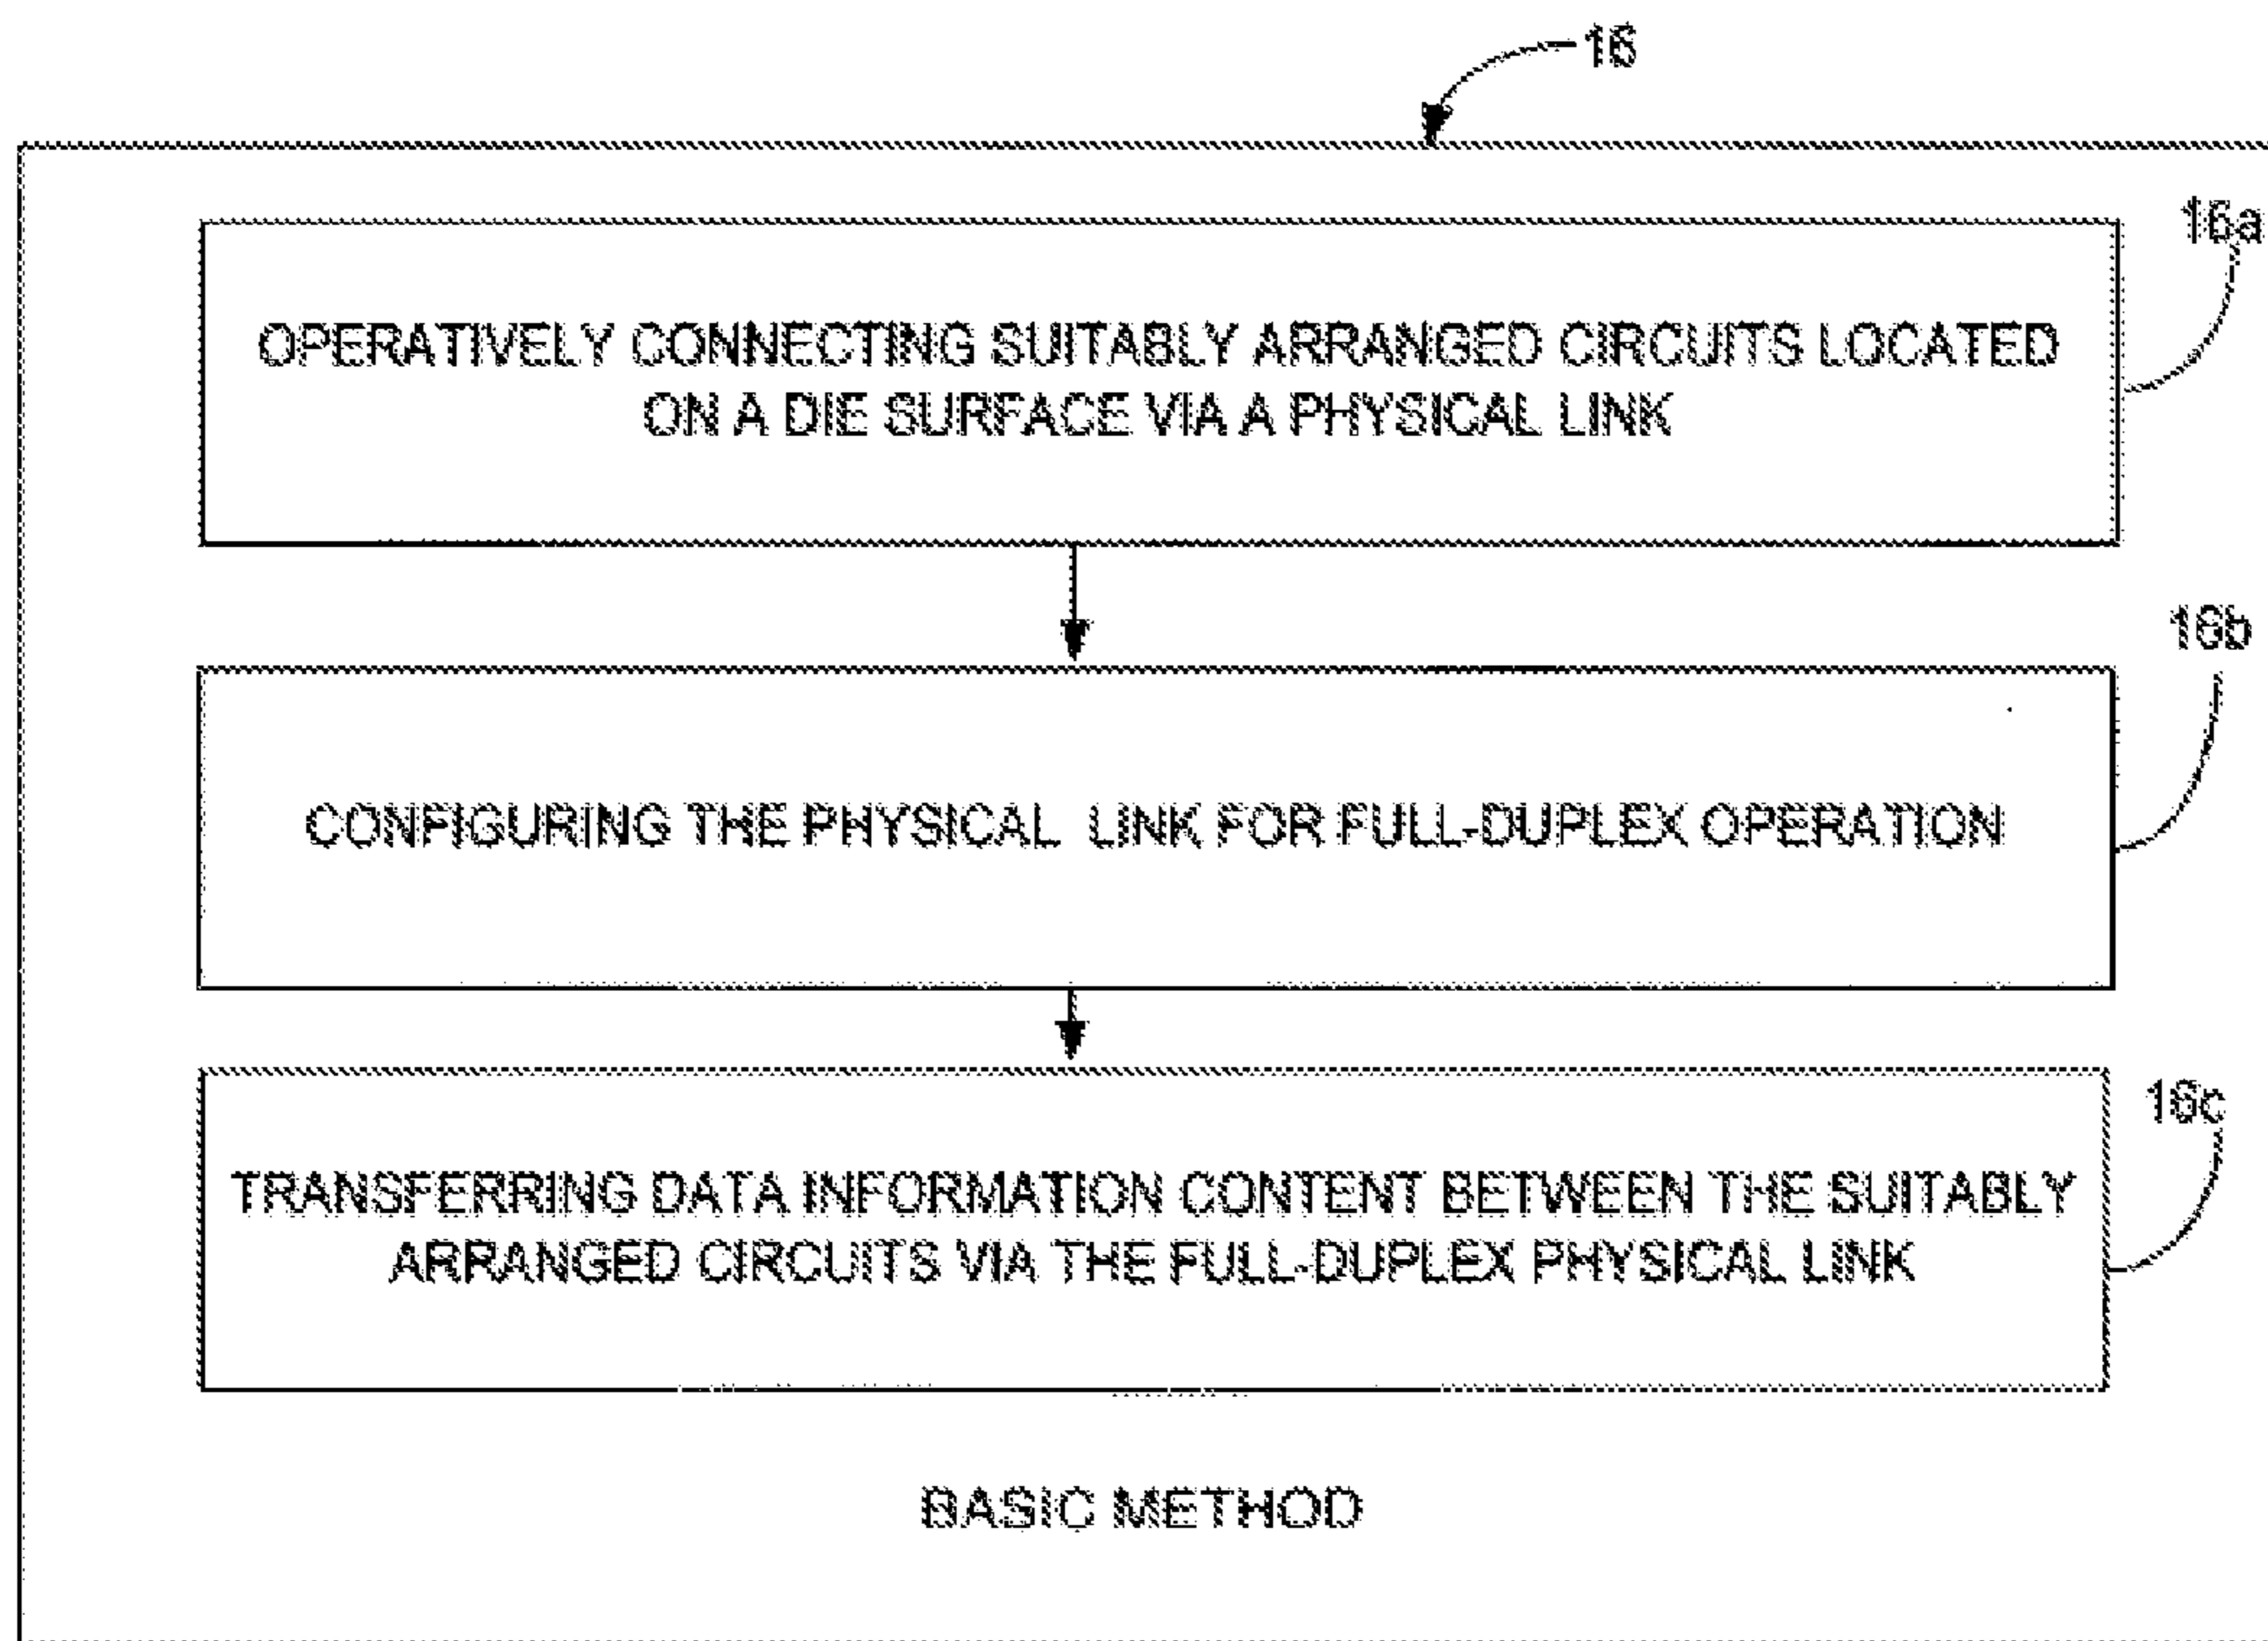 16
16a
OPERATIVELY CONNECTING SUITABLY ARRANGED CIRCUITS LOCATED
ON A DIE SURFACE VIA A PHYSICAL LINK
16b
CONFIGURING THE PHYSICAL LINK FOR FULL-DUPLEX OPERATION
16c
TRANSFERRING DATA INFORMATION CONTENT BETWEEN THE SUITABLY
ARRANGED CIRCUITS VIA THE FULL-DUPLEX PHYSICAL LINK
BASIC METHOD